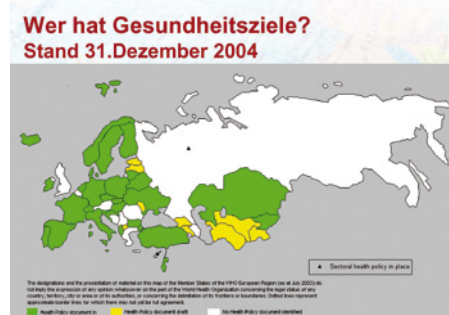 Wer hat Gesundheitsziele?
Stand 31.Dezember 2004
Sectoral health policy in place
The designations and the presentation of material on this map of the Member States of the WHO European Region (as at July 2003) do
not imply the expression of any opinion whatsoever on the part of the World Health Organization concerning the legal status of any
country, territory, city or area or of its authorities, or concerning the delimitation of its frontiers or boundaries. Dotted lines represent
approximate border lines for which there may not yet be full agreement.
Health Policy document in
Health Policy document draft
No Health Policy document identified